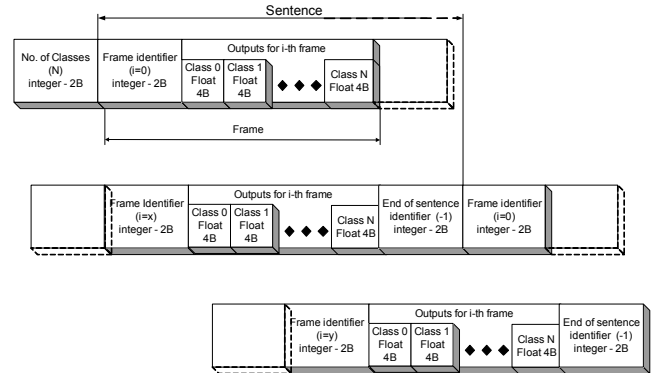 Sentence
No. of Classes
(N)
integer - 2B
Frame identifier
(i=0)
integer - 2B
Outputs for i-th frame
Class 0
Float
4B
Class 1
Float
4B
Class N
Float 4B
Frame
Frame Identifier
(i=x)
integer - 2B
Outputs for i-th frame
Class 0
Float
4B
Class 1
Float
4B
Class N
Float 4B
End of sentence
identifier (-1)
integer - 2B
Frame identifier
(i=0)
integer - 2B
Frame identifier
(i=y)
integer - 2B
Outputs for i-th frame
Class 0
Float
4B
Class 1
Float
4B
Class N
Float 4B
End of sentence
identifier (-1)
integer - 2B